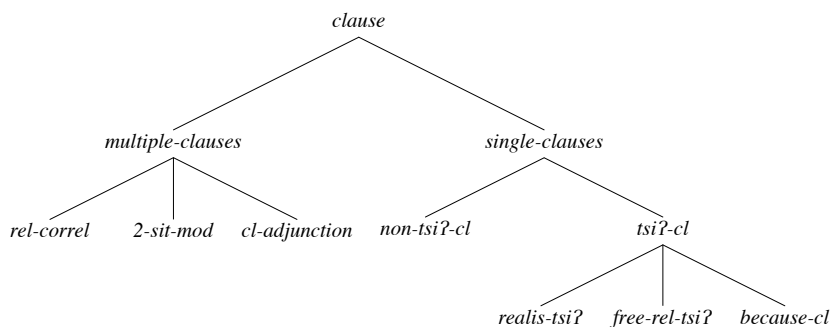 clause
multiple-clauses single-clauses
rel-correl 2-sit-mod cl-adjunction non-tsiʔ-cl tsiʔ-cl
realis-tsiʔ free-rel-tsiʔ because-cl